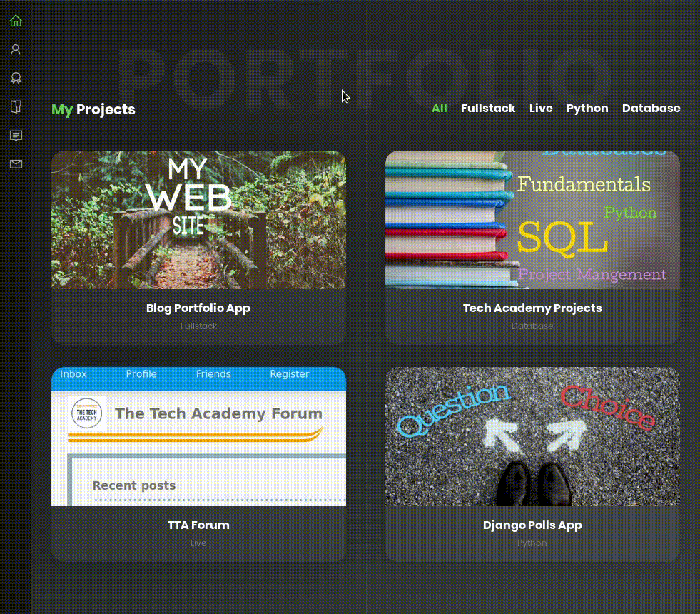 PORTFOLIO
My Projects
All Fullstack Live Python Database
MY
WEB
SITE
Blog Portfolio App
Fullstack
Databases
Fundamentals
Python
SQL
Project Mangement
Tech Academy Projects
Database
Inbox Profile Friends Register
THE TECH
ACADEMY
The Tech Academy Forum
Recent posts
TTA Forum
Live
Question Choice
Django Polls App
Python